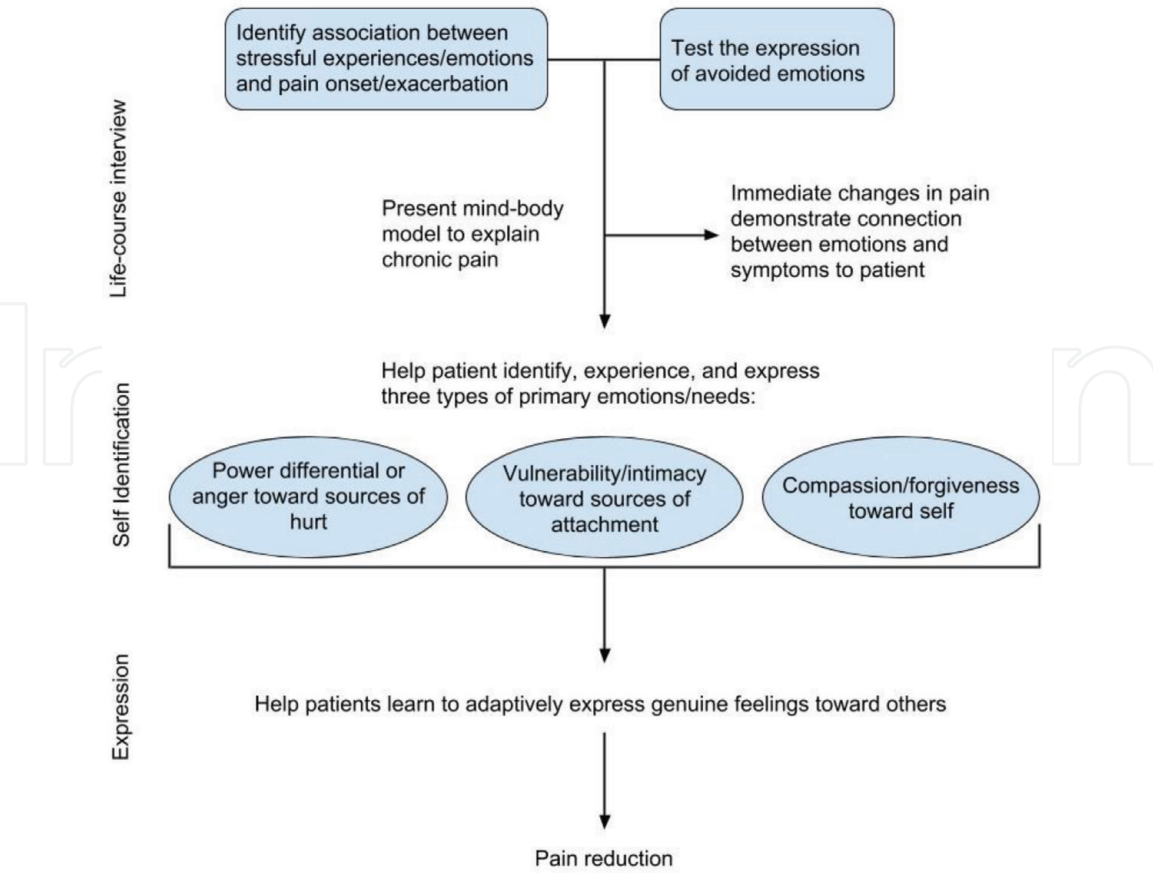 Identify association between
stressful experiences/emotions
and pain onset/exacerbation
Test the expression
of avoided emotions
Life-course interview
Present mind-body
model to explain
chronic pain
Immediate changes in pain
demonstrate connection
between emotions and
symptoms to patient
Self Identification
Help patient identify, experience, and express
three types of primary emotions/needs:
Power differential or
anger toward sources of
hurt
Vulnerability/intimacy
toward sources of
attachment
Compassion/forgiveness
toward self
Expression
Help patients learn to adaptively express genuine feelings toward others
Pain reduction